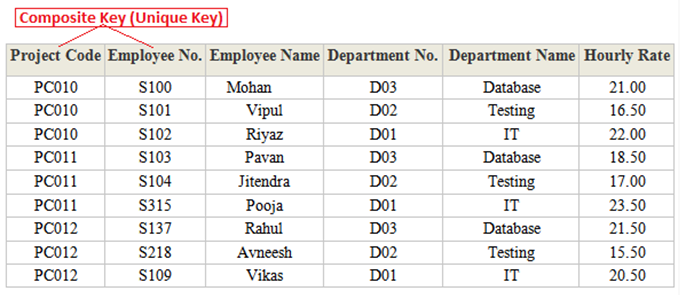 Composite Key (Unique Key)
Project Code Employee No. Employee Name Department No. Department Name Hourly Rate
PC010 S100 Mohan D03 Database 21.00
PC010 S101 Vipul D02 Testing 16.50
PC010 S102 Riyaz D01 IT 22.00
PC011 S103 Pavan D03 Database 18.50
PC011 S104 Jitendra D02 Testing 17.00
PC011 S315 Pooja D01 IT 23.50
PC012 S137 Rahul D03 Database 21.50
PC012 S218 Avneesh D02 Testing 15.50
PC012 S109 Vikas D01 IT 20.50